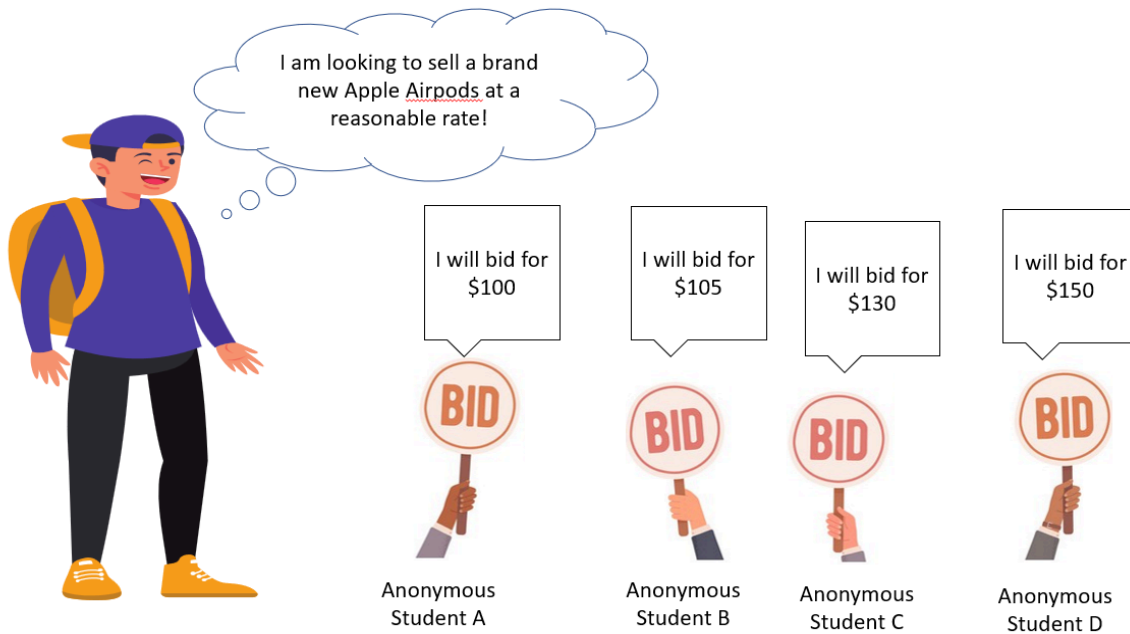 I am looking to sell a brand
new Apple Airpods at a
reasonable rate!
I will bid for
$100
I will bid for
$105
I will bid for
$130
I will bid for
$150
BID
BID
BID
BID
Anonymous
Student A
Anonymous
Student B
Anonymous
Student C
Anonymous
Student D